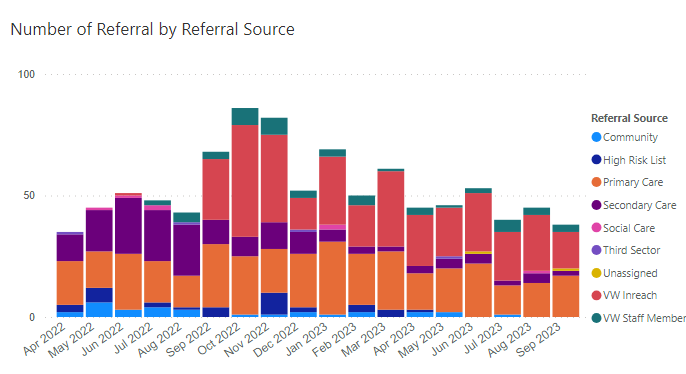 Number of Referral by Referral Source
100
50
0
Apr 2022
May 2022
Jun 2022
Jul 2022
Aug 2022
Sep 2022
Oct 2022
Nov 2022
Dec 2022
Jan 2023
Feb 2023
Mar 2023
Apr 2023
May 2023
Jun 2023
Jul 2023
Aug 2023
Sep 2023
Referral Source
Community
High Risk List
Primary Care
Secondary Care
Social Care
Third Sector
Unassigned
VW Inreach
VW Staff Member